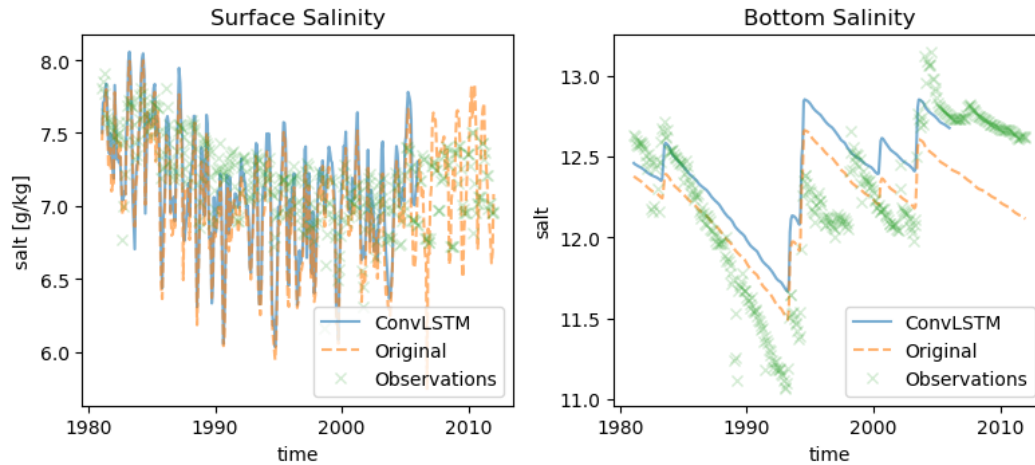 Surface Salinity
salt [g/kg]
8.0
7.5
7.0
6.5
6.0
ConvLSTM
Original
Observations
1980 1990 2000 2010
time
Bottom Salinity
salt
13.0
12.5
12.0
11.5
11.0
ConvLSTM
Original
Observations
1980 1990 2000 2010
time